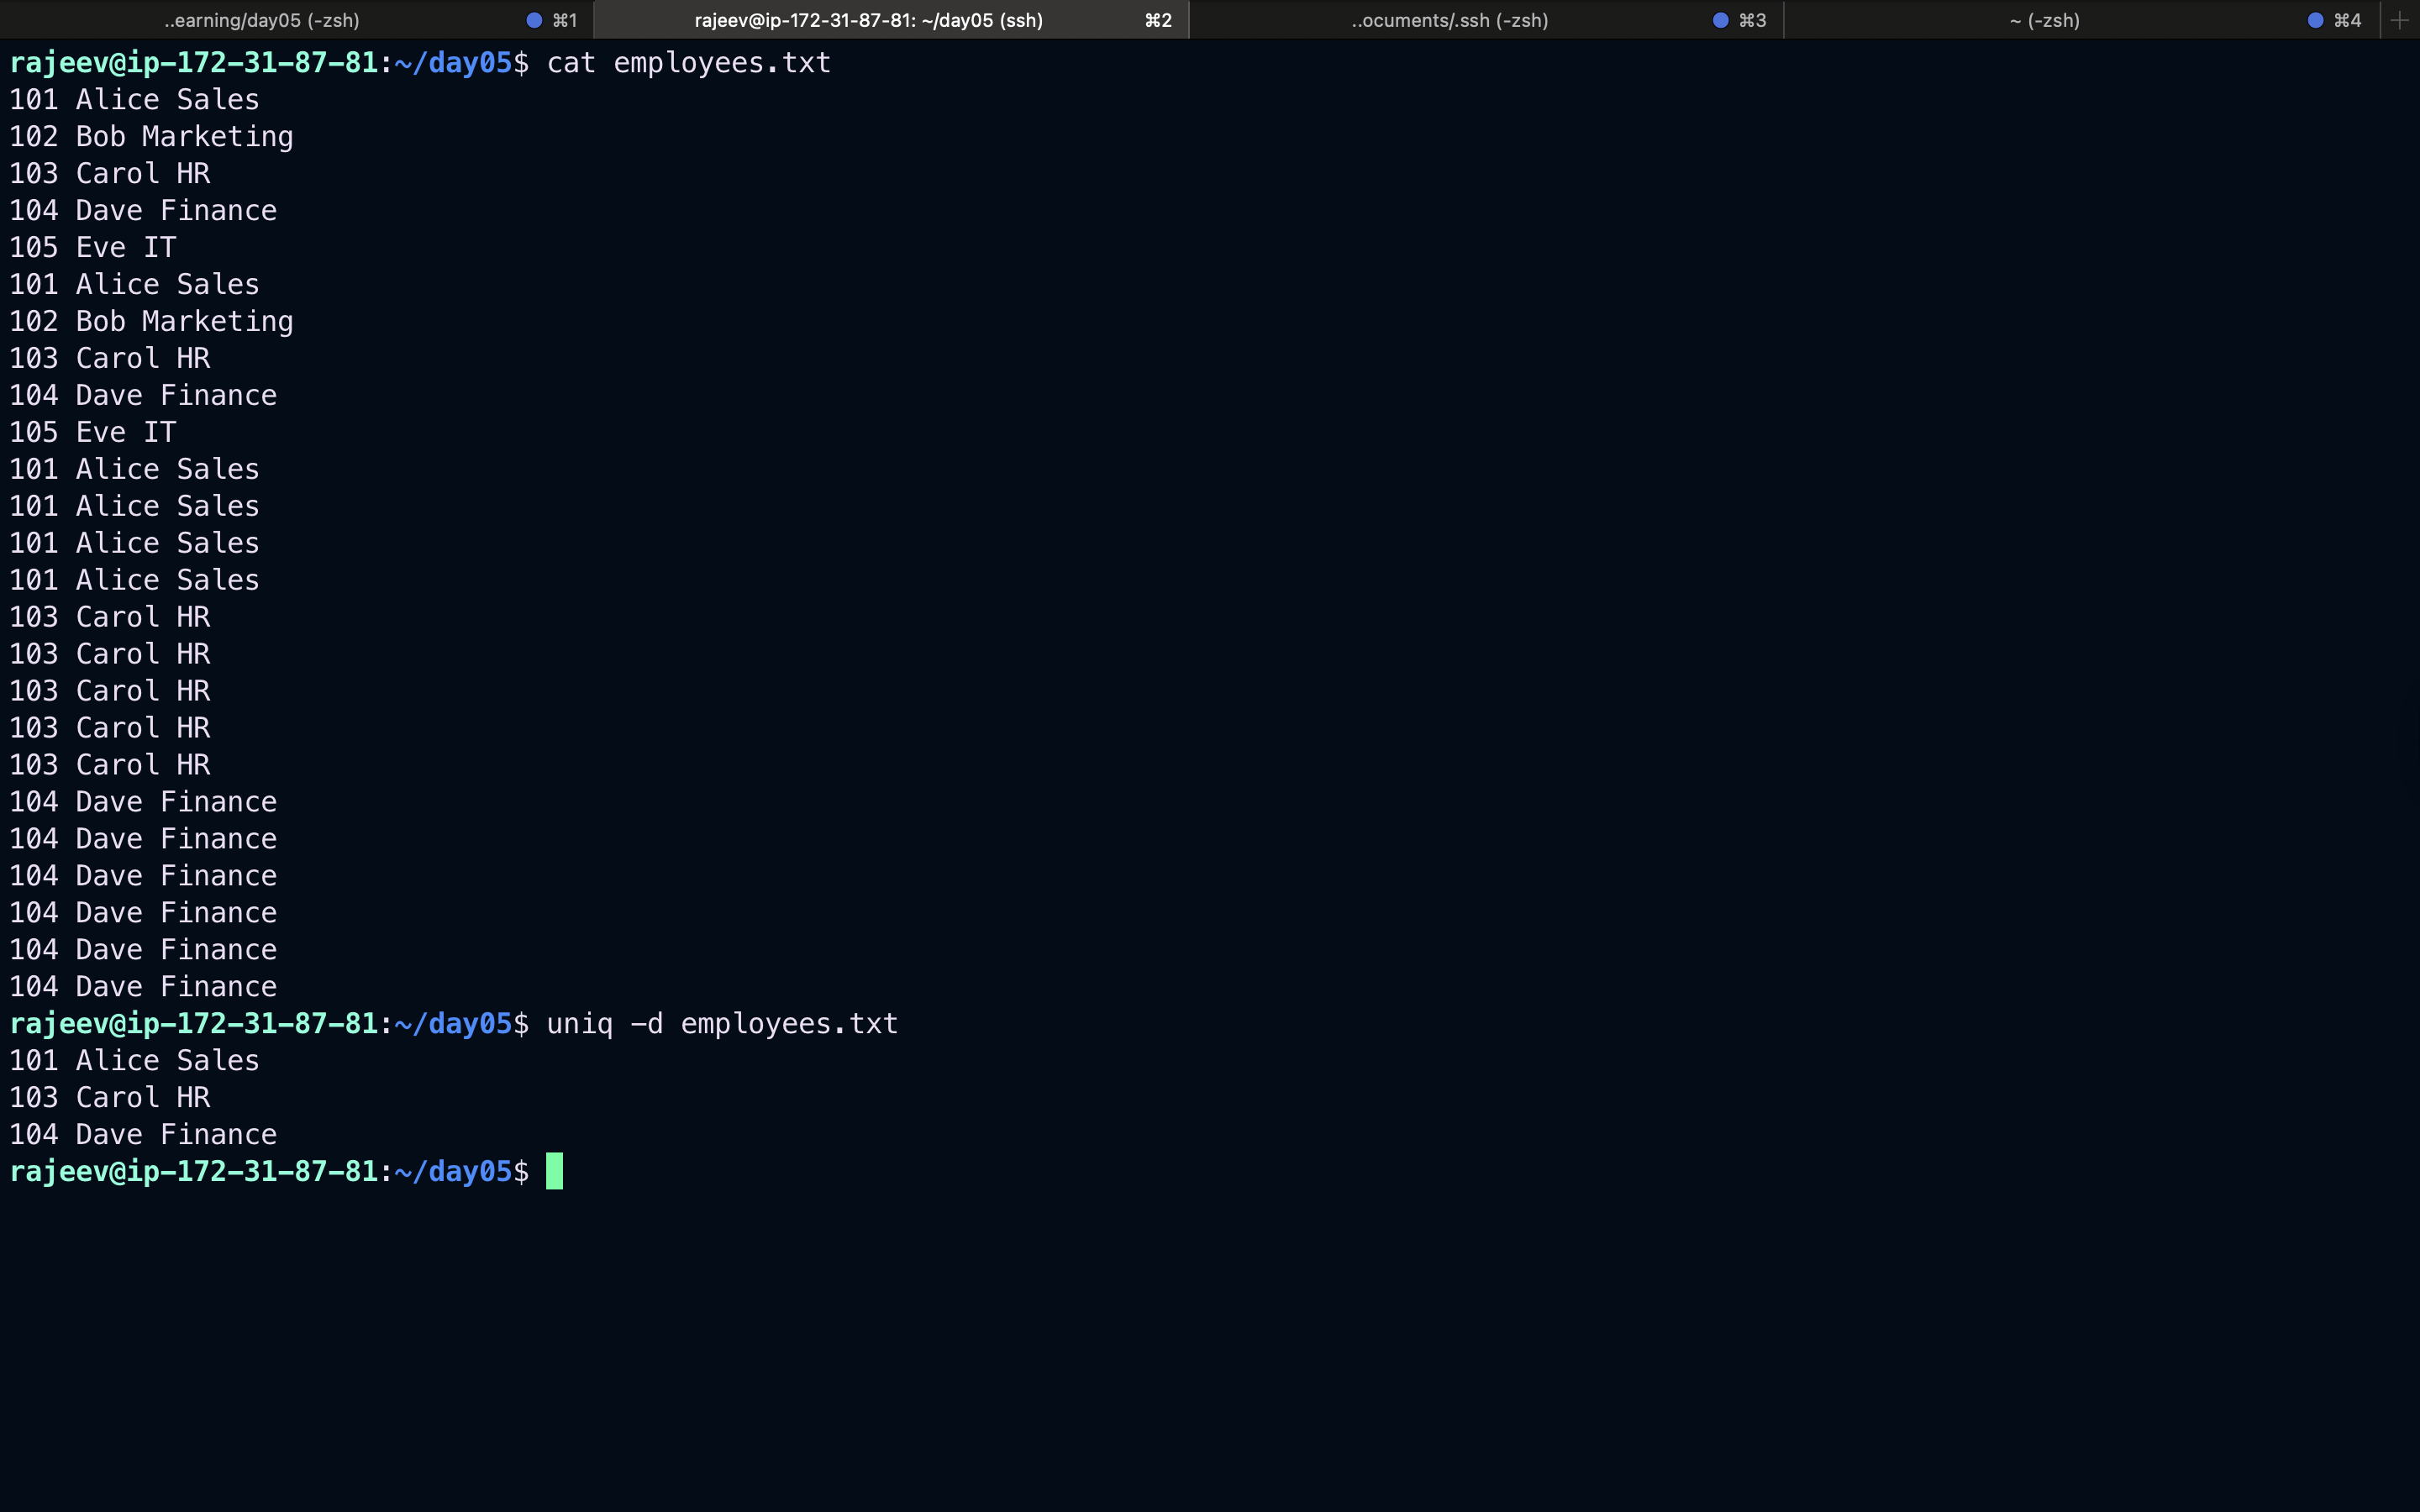 ..earning/day05 (-zsh) ⌘1 rajeev@ip-172-31-87-81: ~/day05 (ssh) ⌘2 ..ocuments/.ssh (-zsh) ⌘3 ~ (-zsh) ⌘4
rajeev@ip-172-31-87-81:~/day05$ cat employees.txt
101 Alice Sales
102 Bob Marketing
103 Carol HR
104 Dave Finance
105 Eve IT
101 Alice Sales
102 Bob Marketing
103 Carol HR
104 Dave Finance
105 Eve IT
101 Alice Sales
101 Alice Sales
101 Alice Sales
101 Alice Sales
103 Carol HR
103 Carol HR
103 Carol HR
103 Carol HR
103 Carol HR
104 Dave Finance
104 Dave Finance
104 Dave Finance
104 Dave Finance
104 Dave Finance
104 Dave Finance
rajeev@ip-172-31-87-81:~/day05$ uniq -d employees.txt
101 Alice Sales
103 Carol HR
104 Dave Finance
rajeev@ip-172-31-87-81:~/day05$